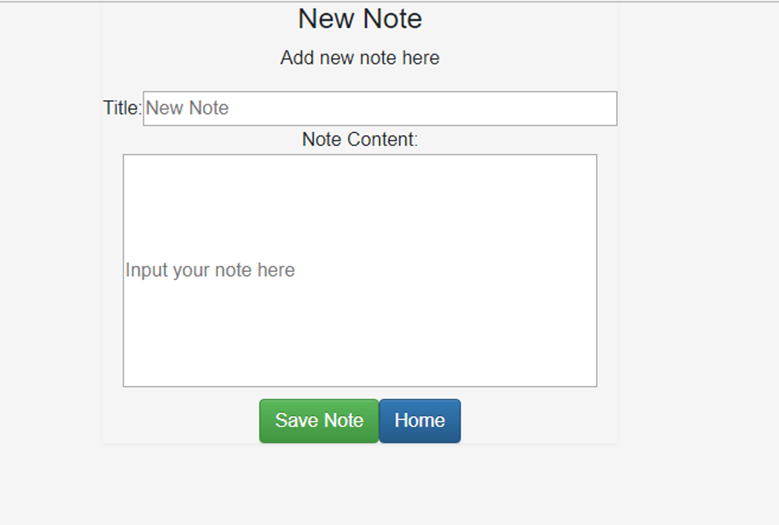 New Note
Add new note here
Title: New Note
Note Content:
Input your note here
Save Note Home